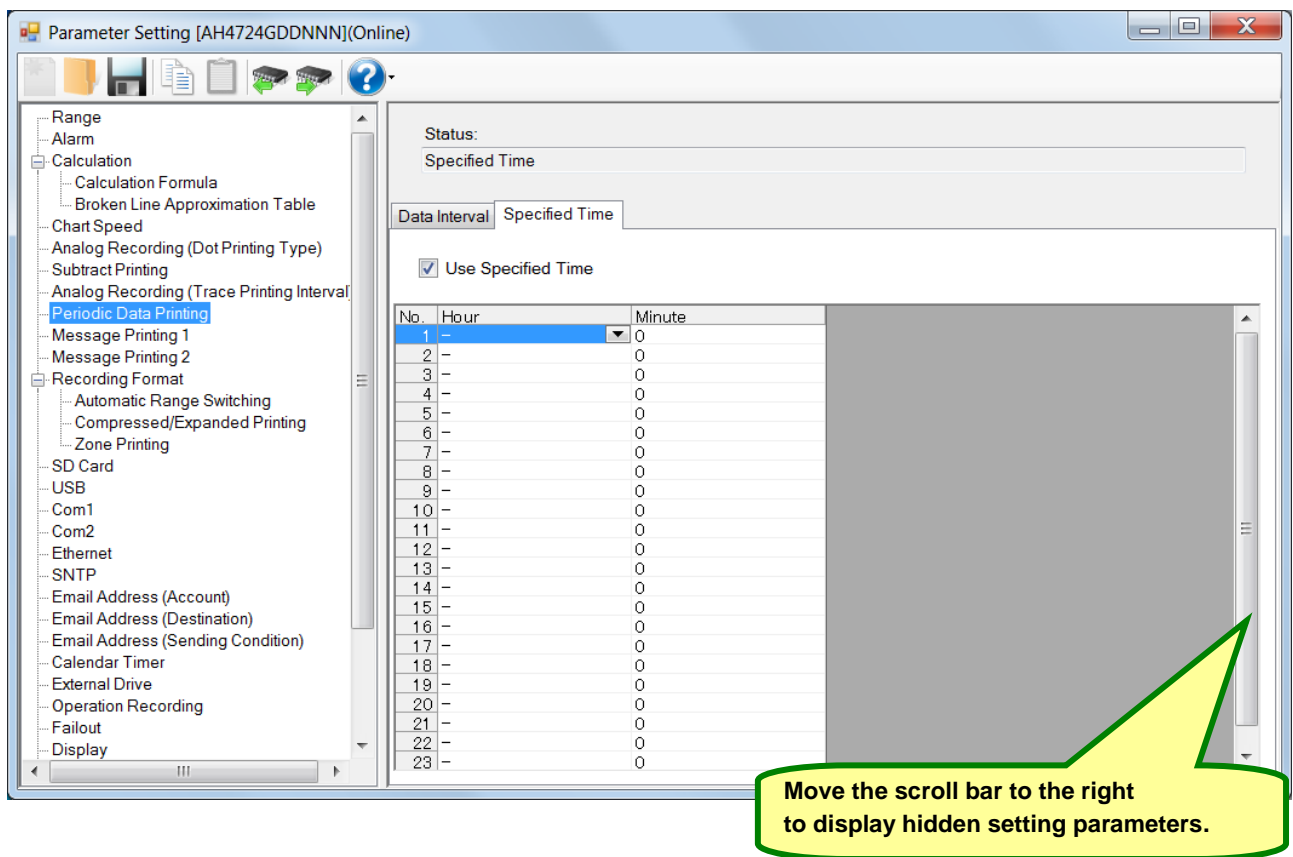 Parameter Setting [AH4724GDDNNN](Online)
Range
Alarm
Calculation
Calculation Formula
Broken Line Approximation Table
Chart Speed
Analog Recording (Dot Printing Type)
Subtract Printing
Analog Recording (Trace Printing Interval)
Periodic Data Printing
Message Printing 1
Message Printing 2
Recording Format
Automatic Range Switching
Compressed/Expanded Printing
Zone Printing
SD Card
USB
Com1
Com2
Ethernet
SNTP
Email Address (Account)
Email Address (Destination)
Email Address (Sending Condition)
Calendar Timer
External Drive
Operation Recording
Failout
Display
Status:
Specified Time
Data Interval Specified Time
Use Specified Time
No. Hour Minute
1 − 0
2 − 0
3 − 0
4 − 0
5 − 0
6 − 0
7 − 0
8 − 0
9 − 0
10 − 0
11 − 0
12 − 0
13 − 0
14 − 0
15 − 0
16 − 0
17 − 0
18 − 0
19 − 0
20 − 0
21 − 0
22 − 0
23 − 0
Move the scroll bar to the right
to display hidden setting parameters.